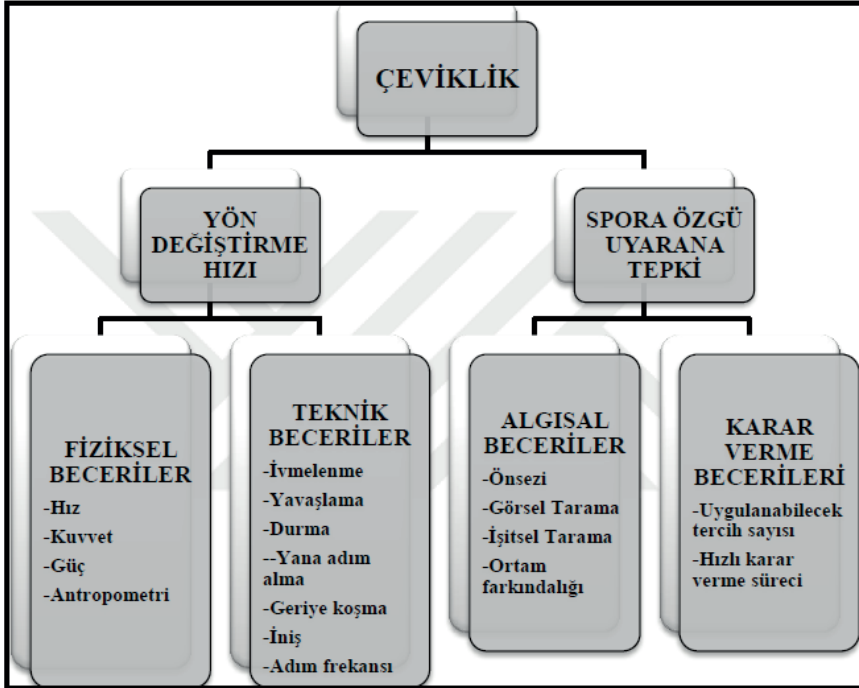 ÇEVİKLİK
YÖN
DEĞİŞTİRME
HIZI
SPORA ÖZGÜ
UYARANA
TEPKİ
FİZİKSEL
BECERİLER
-Hız
-Kuvvet
-Güç
-Antropometri
TEKNİK
BECERİLER
-İvmelenme
-Yavaşlama
-Durma
--Yana adım
alma
-Geriye koşma
-İniş
-Adım frekansı
ALGISAL
BECERİLER
-Önsezi
-Görsel Tarama
-İşitsel Tarama
-Ortam
farkındalığı
KARAR
VERME
BECERİLERİ
-Uygulanabilecek
tercih sayısı
-Hızlı karar
verme süreci